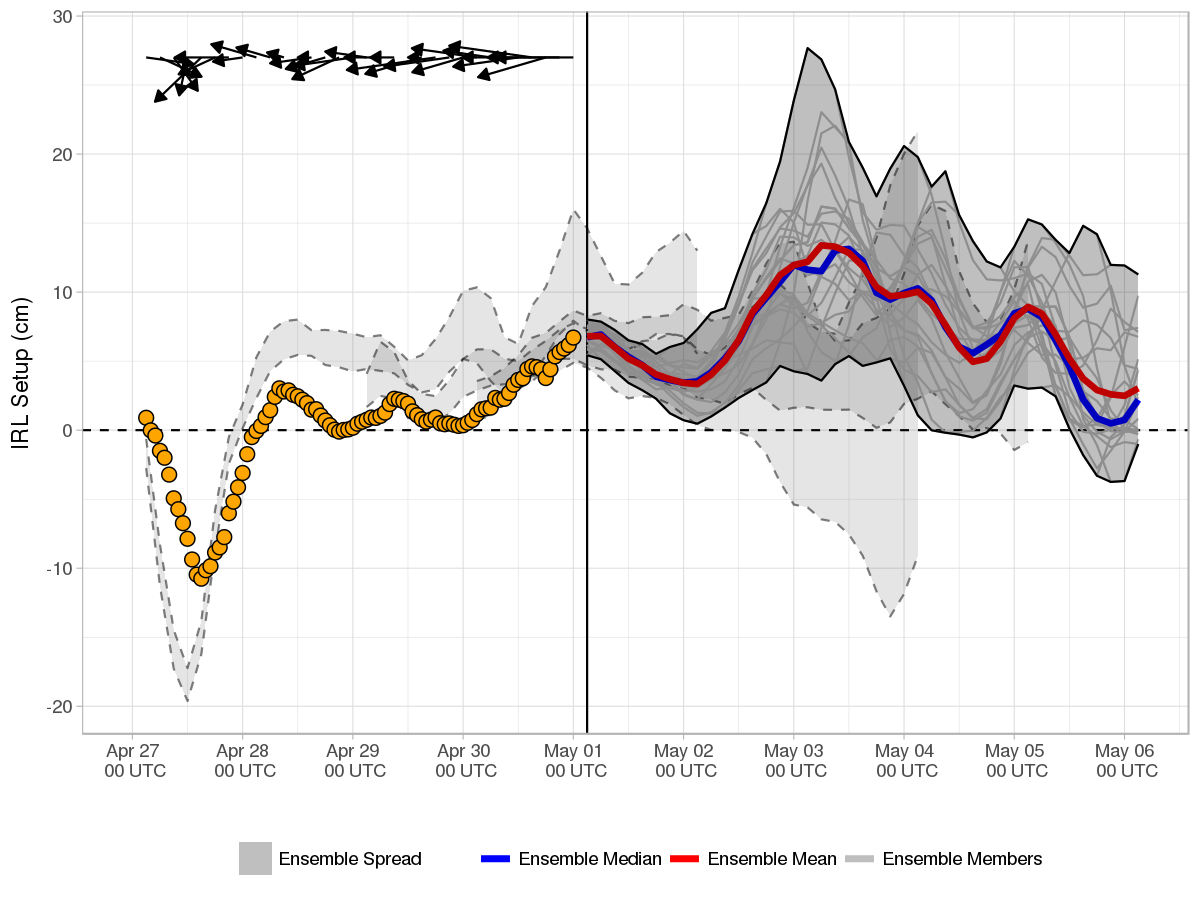 30
20
10
0
-10
-20
IRL Setup (cm)
Apr 27
00 UTC
Apr 28
00 UTC
Apr 29
00 UTC
Apr 30
00 UTC
May 01
00 UTC
May 02
00 UTC
May 03
00 UTC
May 04
00 UTC
May 05
00 UTC
May 06
00 UTC
Ensemble Spread
Ensemble Median
Ensemble Mean
Ensemble Members